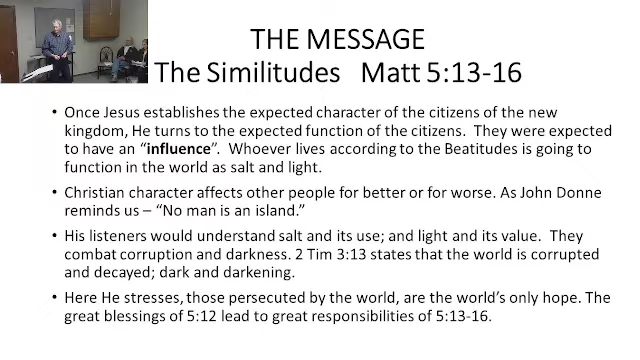 THE MESSAGE
The Similitudes   Matt 5:13-16
• Once Jesus establishes the expected character of the citizens of the new
kingdom, He turns to the expected function of the citizens.  They were expected
to have an “influence”.  Whoever lives according to the Beatitudes is going to
function in the world as salt and light.
• Christian character affects other people for better or for worse. As John Donne
reminds us – “No man is an island.”
• His listeners would understand salt and its use; and light and its value.  They
combat corruption and darkness. 2 Tim 3:13 states that the world is corrupted
and decayed; dark and darkening.
• Here He stresses, those persecuted by the world, are the world’s only hope. The
great blessings of 5:12 lead to great responsibilities of 5:13-16.